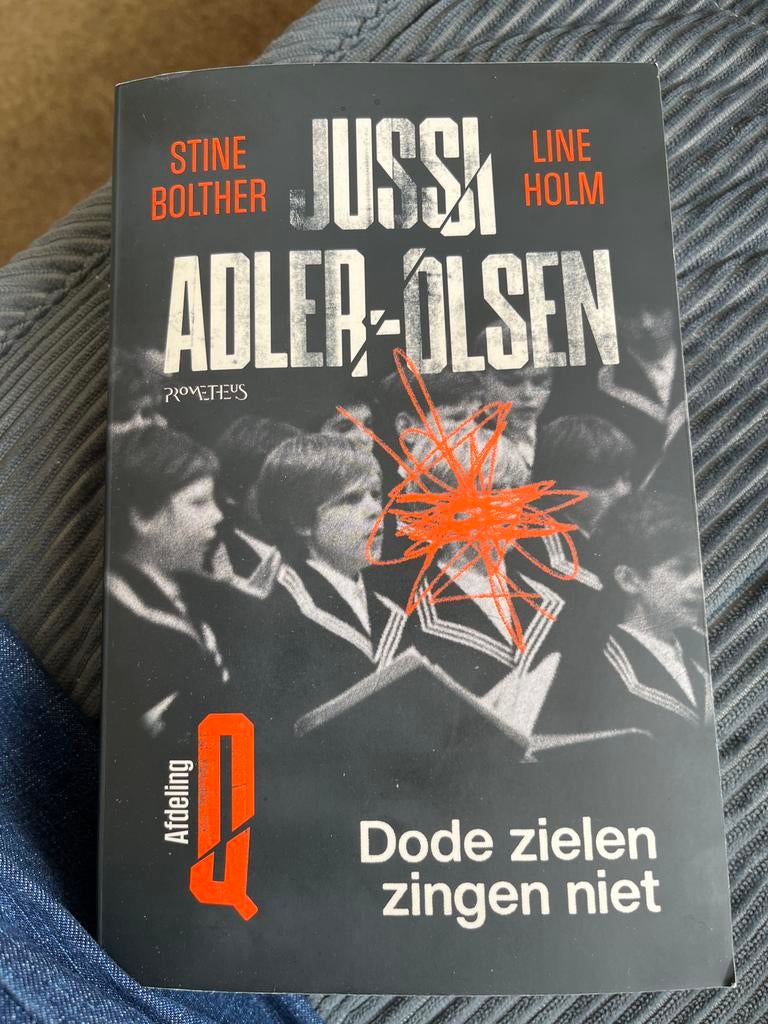 STINE
BOLTHER
JUSSI
ADLER-OLSEN
LINE
HOLM
PROMETHEUS
Afdeling
Q
Dode zielen
zingen niet